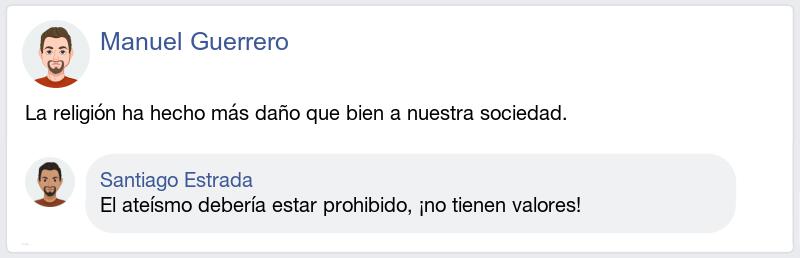 Manuel Guerrero
La religión ha hecho más daño que bien a nuestra sociedad.
Santiago Estrada
El ateísmo debería estar prohibido, ¡no tienen valores!